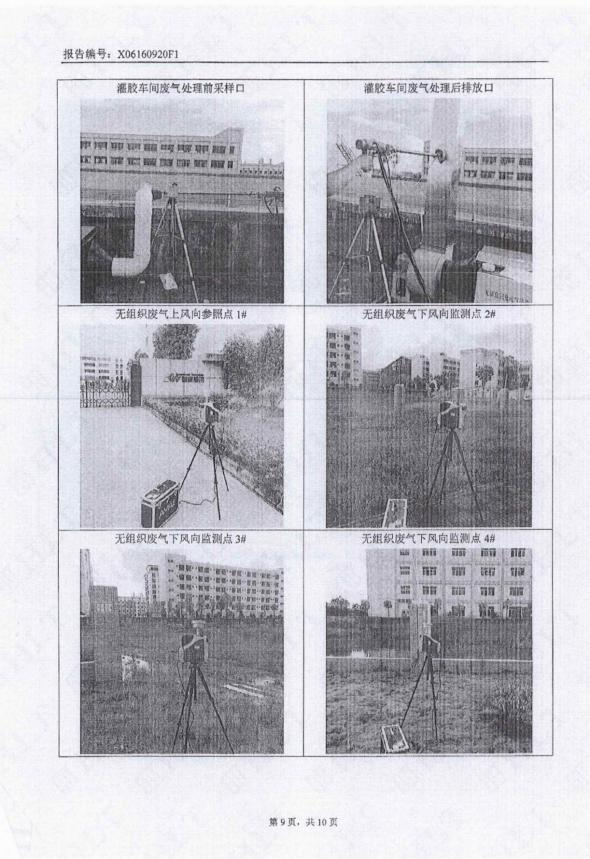 报告编号：X06160920F1
灌胶车间废气处理前采样口
灌胶车间废气处理后排放口
无组织废气上风向参照点 1#
无组织废气下风向监测点 2#
无组织废气下风向监测点 3#
无组织废气下风向监测点 4#
第 9 页，共 10 页